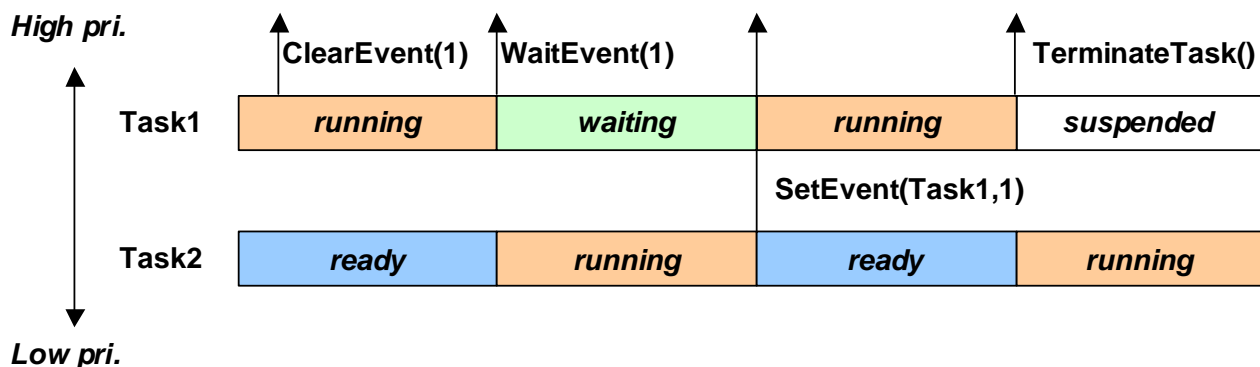 High pri.
ClearEvent(1) WaitEvent(1) TerminateTask()
Task1 running waiting running suspended
SetEvent(Task1,1)
Task2 ready running ready running
Low pri.